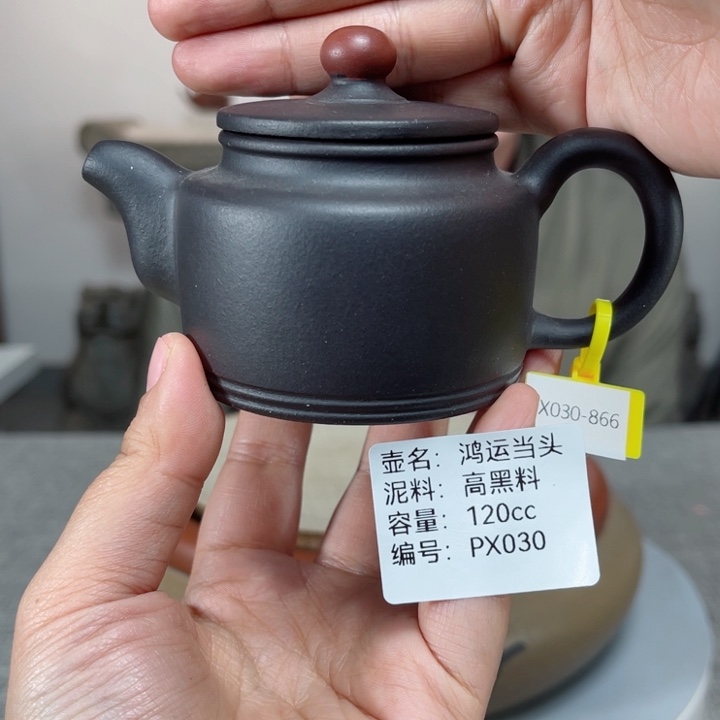 X030-866
壶名：鸿运当头
泥料：高黑料
容量：120cc
编号：PX030